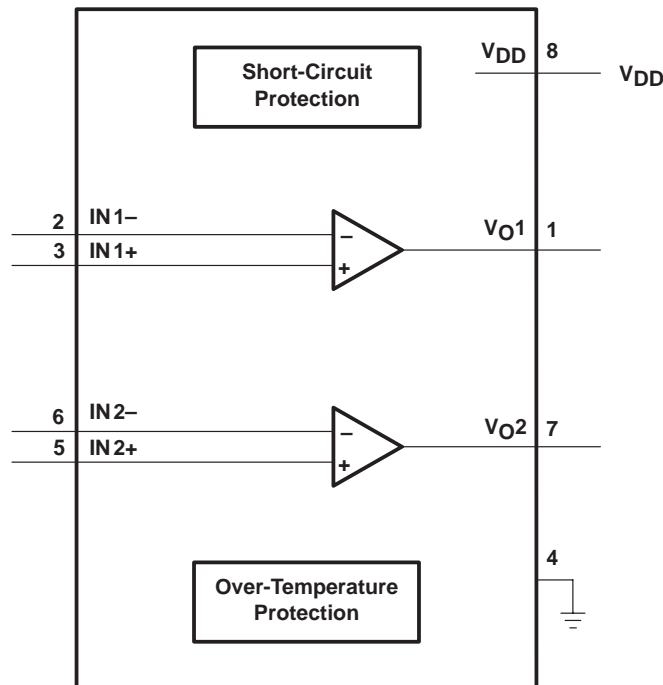 Short-Circuit
Protection
VDD 8
VDD
2 IN1–
3 IN1+
–
+
VO1 1
6 IN2–
5 IN2+
–
+
VO2 7
4
Over-Temperature
Protection